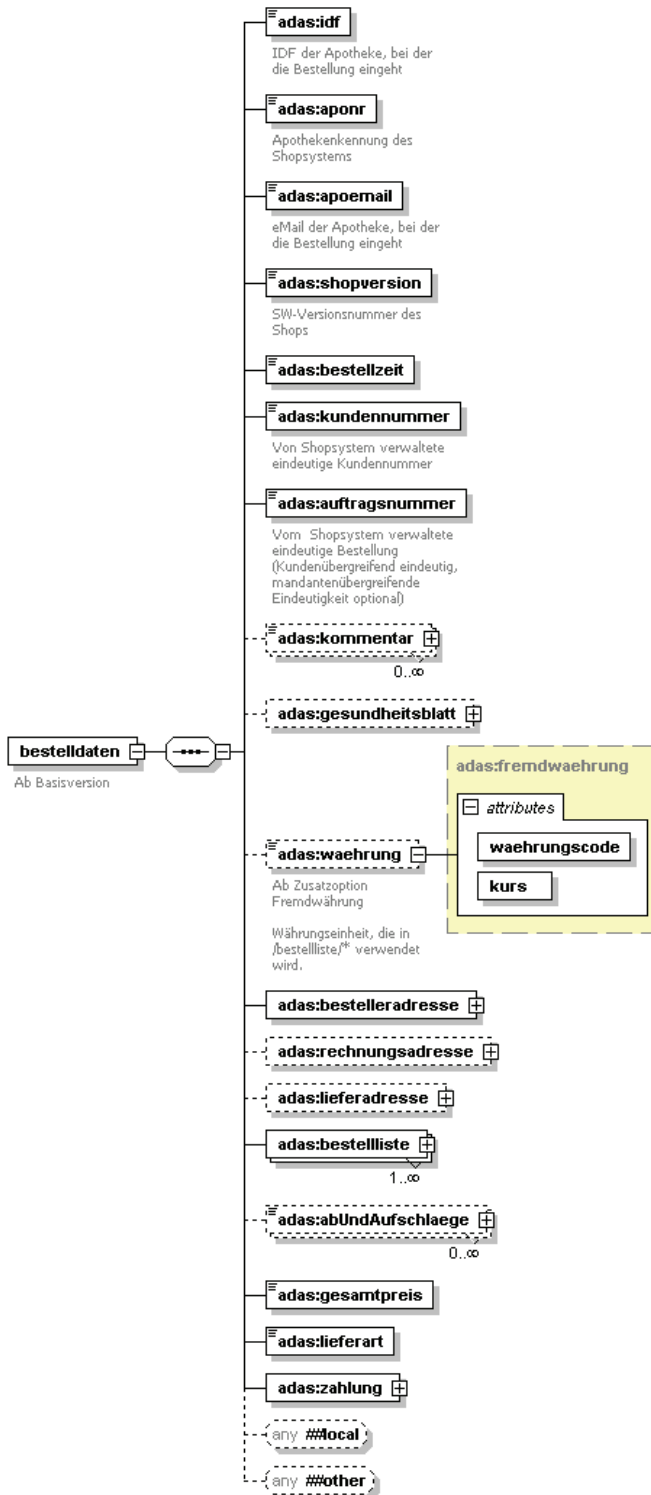 adas:idf
IDF der Apotheke, bei der
die Bestellung eingeht
adas:aponr
Apothekenkennung des
Shopsystems
adas:apoemail
eMail der Apotheke, bei der
die Bestellung eingeht
adas:shopversion
SW-Versionsnummer des
Shops
adas:bestellzeit
adas:kundennummer
Von Shopsystem verwaltete
eindeutige Kundennummer
adas:auftragsnummer
Vom Shopsystem verwaltete
eindeutige Bestellung
(Kundenübergreifend eindeutig,
mandantenübergreifende
Eindeutigkeit optional)
adas:kommentar
0..∞
adas:gesundheitsblatt
bestelldaten
Ab Basisversion
adas:fremdwaehrung
attributes
waehrungscode
kurs
adas:waehrung
Ab Zusatzoption
Fremdwährung
Währungseinheit, die in
/bestellliste/* verwendet
wird.
adas:bestelleradresse
adas:rechnungsadresse
adas:lieferadresse
adas:bestellliste
1..∞
adas:abUndAufschlaege
0..∞
adas:gesamtpreis
adas:lieferart
adas:zahlung
any ##local
any ##other